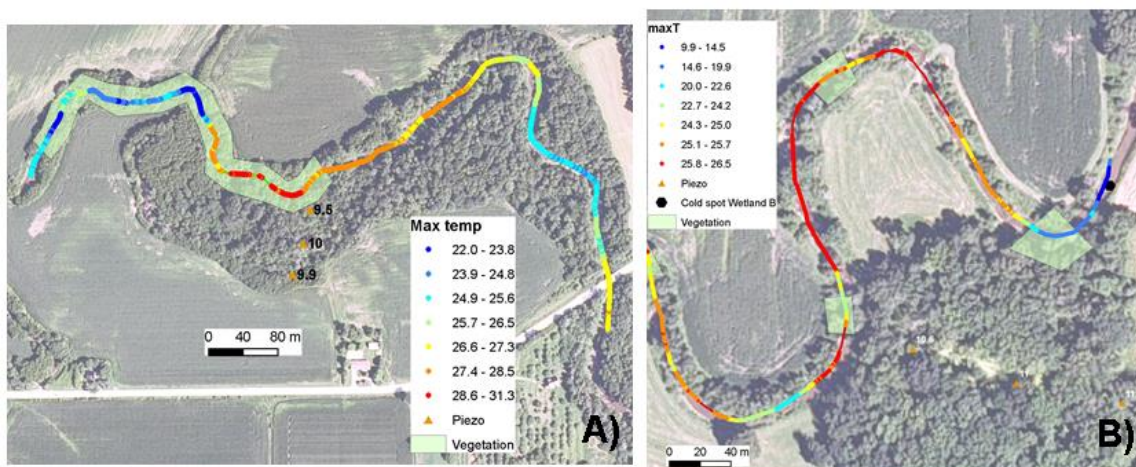 Max temp
22.0 - 23.8
23.9 - 24.8
24.9 - 25.6
25.7 - 26.5
26.6 - 27.3
27.4 - 28.5
28.6 - 31.3
Piezo
Vegetation
9.5
10
9.9
0 40 80 m
A)
maxT
9.9 - 14.5
14.6 - 19.9
20.0 - 22.6
22.7 - 24.2
24.3 - 25.0
25.1 - 25.7
25.8 - 26.5
Piezo
Cold spot Wetland B
Vegetation
11
0 20 40 m
B)